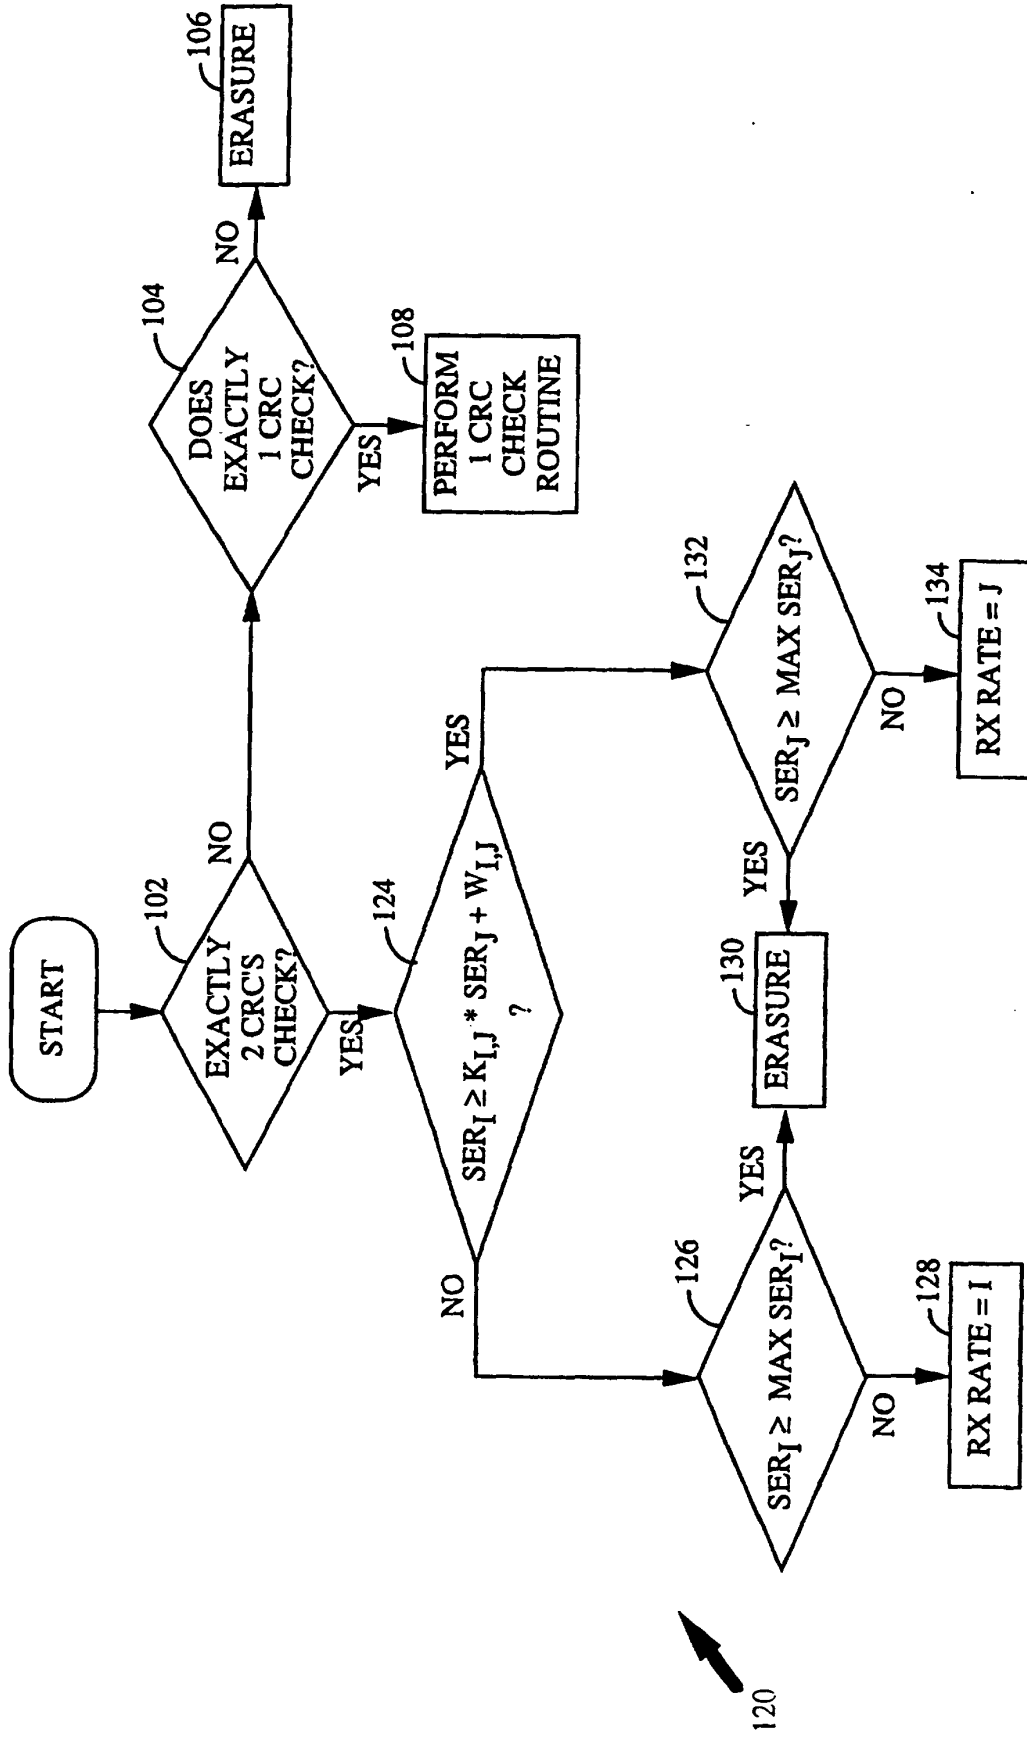 START
102
EXACTLY
2 CRC'S
CHECK?
NO
YES
104
DOES
EXACTLY
1 CRC
CHECK?
NO
106
ERASURE
YES
108
PERFORM
1 CRC
CHECK
ROUTINE
124
SER_I ≥ K_I,J * SER_J + W_I,J
?
NO
YES
126
SER_I ≥ MAX SER_I?
YES
NO
128
RX RATE = I
130
ERASURE
132
SER_J ≥ MAX SER_J?
YES
NO
134
RX RATE = J
120